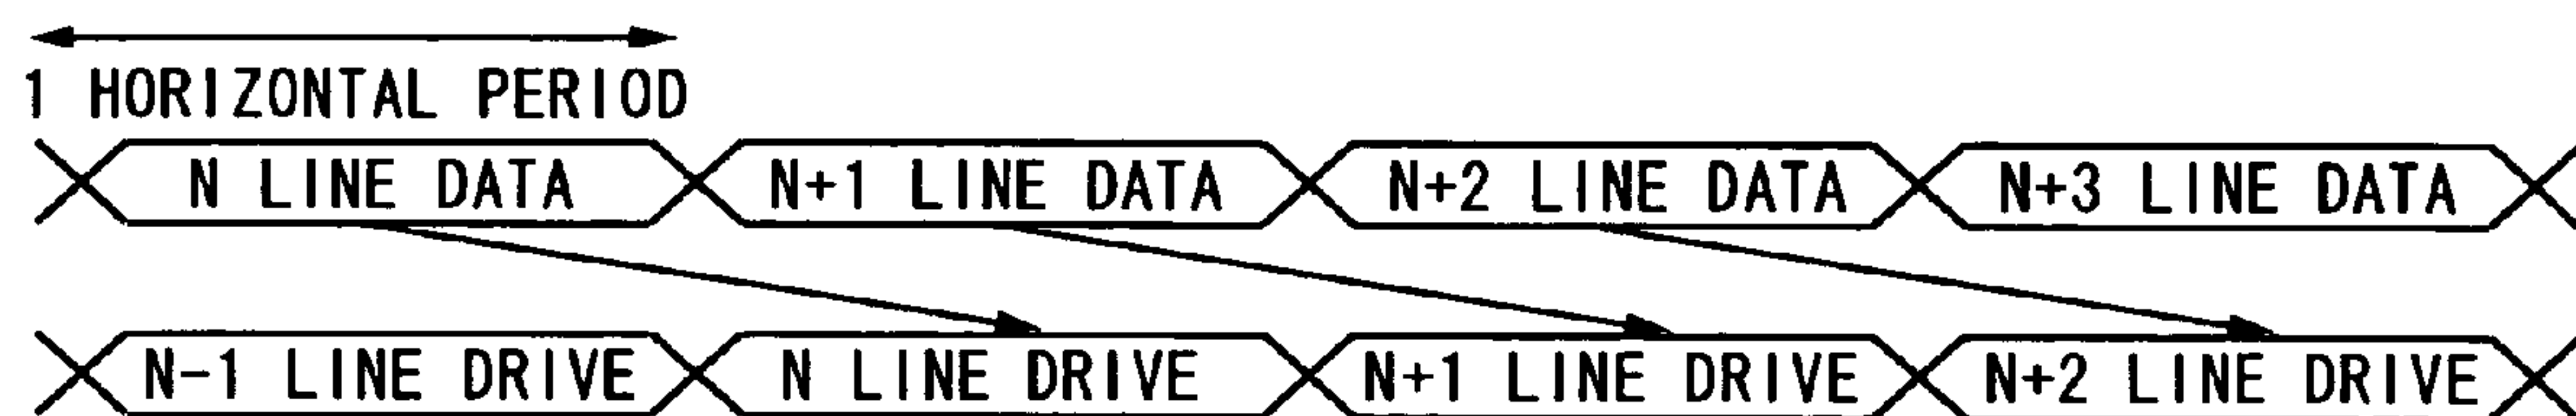 1 HORIZONTAL PERIOD
N LINE DATA N+1 LINE DATA N+2 LINE DATA N+3 LINE DATA
N-1 LINE DRIVE N LINE DRIVE N+1 LINE DRIVE N+2 LINE DRIVE